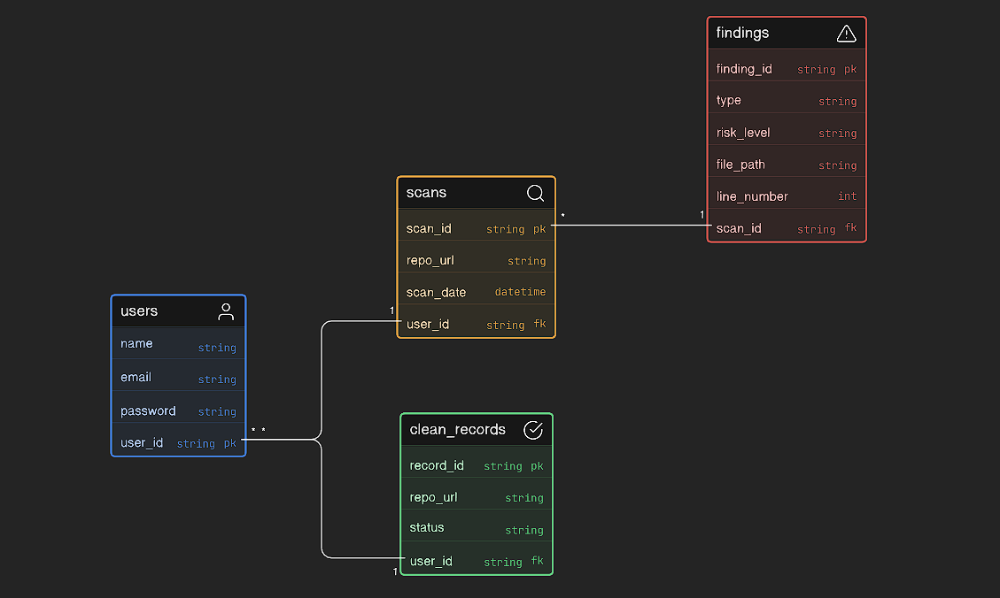 findings
finding_id string pk
type string
risk_level string
file_path string
line_number int
scan_id string fk
scans
scan_id string pk
repo_url string
scan_date datetime
user_id string fk
* 1
users
name string
email string
password string
user_id string pk
* *
1
clean_records
record_id string pk
repo_url string
status string
user_id string fk
1